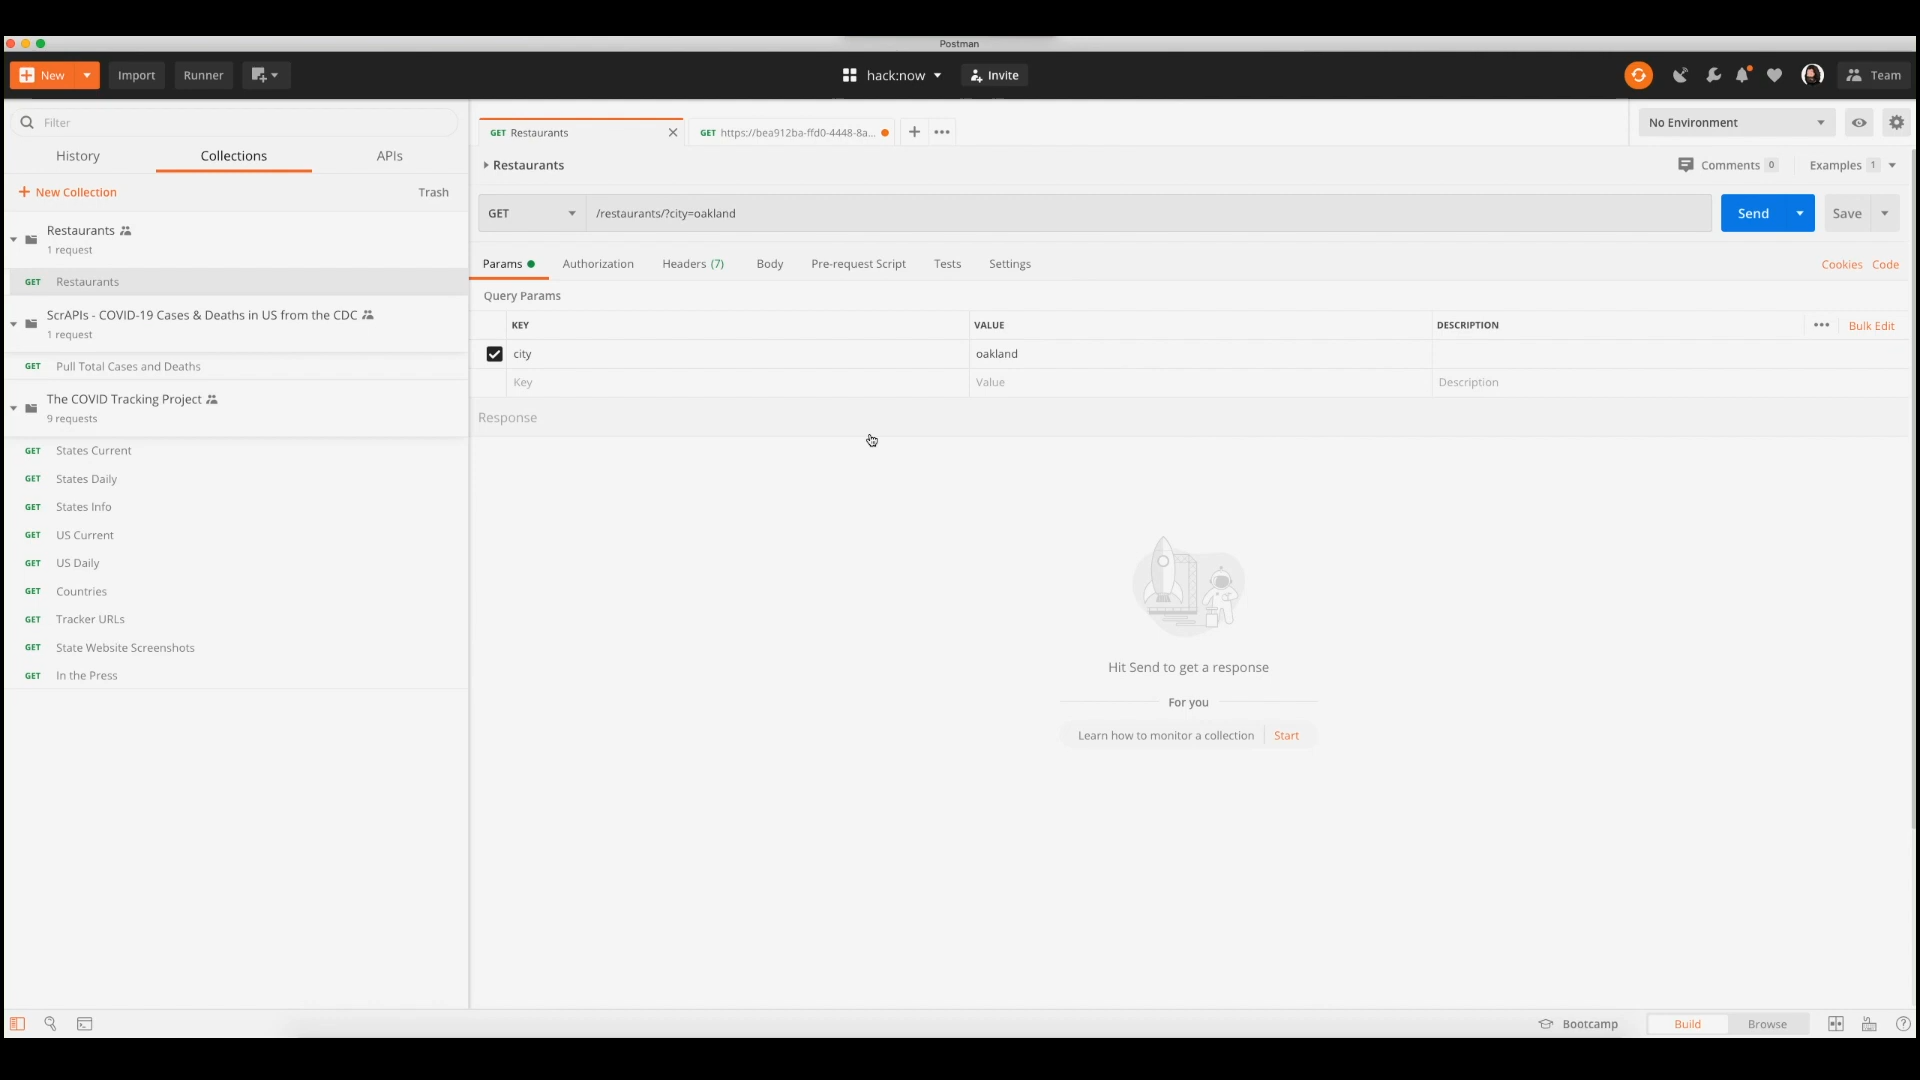 Postman
New
Import
Runner
hack:now
Invite
Team
Filter
History
Collections
APIs
New Collection
Trash
Restaurants
1 request
GET Restaurants
ScrAPIs - COVID-19 Cases & Deaths in US from the CDC
1 request
GET Pull Total Cases and Deaths
The COVID Tracking Project
9 requests
GET States Current
GET States Daily
GET States Info
GET US Current
GET US Daily
GET Countries
GET Tracker URLs
GET State Website Screenshots
GET In the Press
GET Restaurants
GET https://bea912ba-ffd0-4448-8a...
No Environment
Restaurants
Comments 0
Examples 1
GET
/restaurants/?city=oakland
Send
Save
Params
Authorization
Headers (7)
Body
Pre-request Script
Tests
Settings
Cookies
Code
Query Params
KEY
VALUE
DESCRIPTION
Bulk Edit
city
oakland
Key
Value
Description
Response
Hit Send to get a response
For you
Learn how to monitor a collection
Start
Bootcamp
Build
Browse